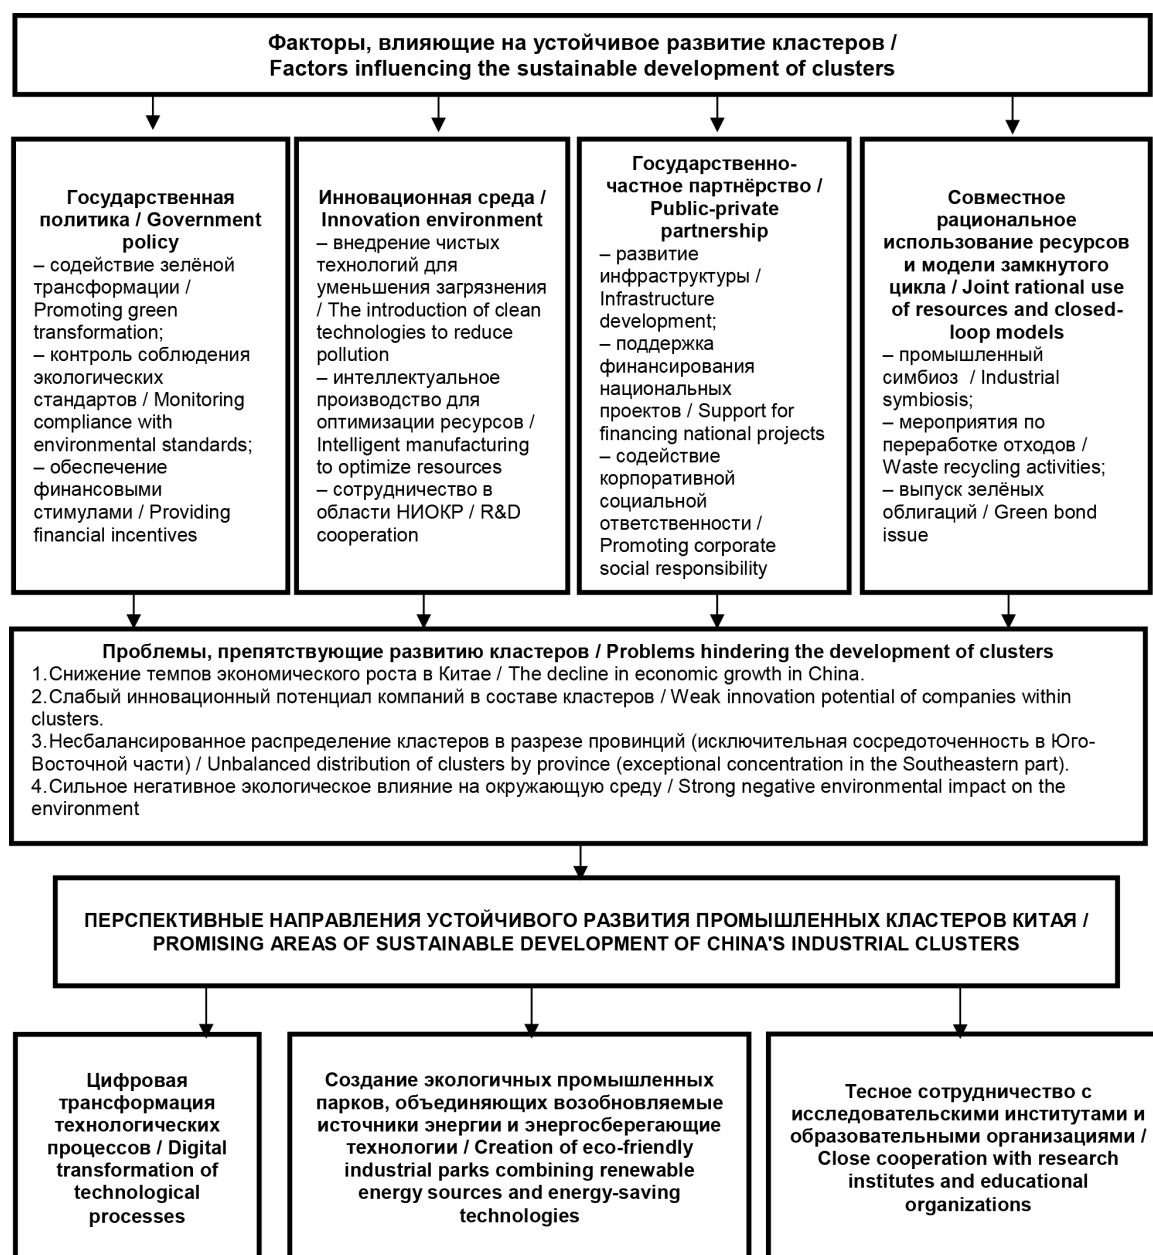 Факторы, влияющие на устойчивое развитие кластеров /
Factors influencing the sustainable development of clusters
Государственная
политика / Government
policy
– содействие зелёной
трансформации /
Promoting green
transformation;
– контроль соблюдения
экологических
стандартов / Monitoring
compliance with
environmental standards;
– обеспечение
финансовыми
стимулами / Providing
financial incentives
Инновационная среда /
Innovation environment
– внедрение чистых
технологий для
уменьшения загрязнения
/ The introduction of clean
technologies to reduce
pollution
– интеллектуальное
производство для
оптимизации ресурсов /
Intelligent manufacturing
to optimize resources
– сотрудничество в
области НИОКР / R&D
cooperation
Государственно-
частное партнёрство /
Public-private
partnership
– развитие
инфраструктуры /
Infrastructure
development;
– поддержка
финансирования
национальных
проектов / Support for
financing national projects
– содействие
корпоративной
социальной
ответственности /
Promoting corporate
social responsibility
Совместное
рациональное
использование ресурсов
и модели замкнутого
цикла / Joint rational use
of resources and closed-
loop models
– промышленный
симбиоз / Industrial
symbiosis;
– мероприятия по
переработке отходов /
Waste recycling activities;
– выпуск зелёных
облигаций / Green bond
issue
Проблемы, препятствующие развитию кластеров / Problems hindering the development of clusters
1.Снижение темпов экономического роста в Китае / The decline in economic growth in China.
2.Слабый инновационный потенциал компаний в составе кластеров / Weak innovation potential of companies within
clusters.
3.Несбалансированное распределение кластеров в разрезе провинций (исключительная сосредоточенность в Юго-
Восточной части) / Unbalanced distribution of clusters by province (exceptional concentration in the Southeastern part).
4.Сильное негативное экологическое влияние на окружающую среду / Strong negative environmental impact on the
environment
ПЕРСПЕКТИВНЫЕ НАПРАВЛЕНИЯ УСТОЙЧИВОГО РАЗВИТИЯ ПРОМЫШЛЕННЫХ КЛАСТЕРОВ КИТАЯ /
PROMISING AREAS OF SUSTAINABLE DEVELOPMENT OF CHINA'S INDUSTRIAL CLUSTERS
Цифровая
трансформация
технологических
процессов / Digital
transformation of
technological
processes
Создание экологичных промышленных
парков, объединяющих возобновляемые
источники энергии и энергосберегающие
технологии / Creation of eco-friendly
industrial parks combining renewable
energy sources and energy-saving
technologies
Тесное сотрудничество с
исследовательскими институтами и
образовательными организациями /
Close cooperation with research
institutes and educational
organizations